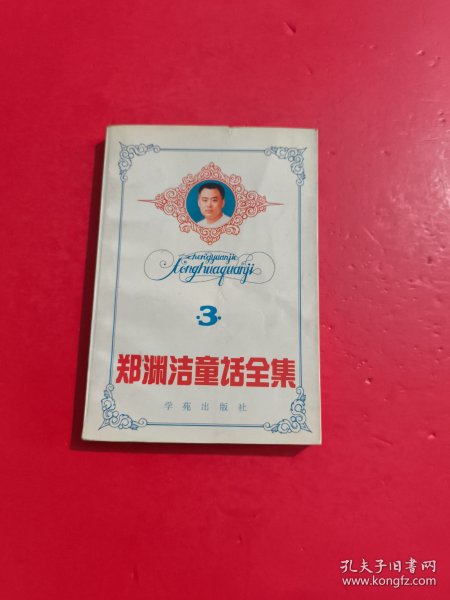 zhengyuanjie
tonghuaquanji
·3·
郑渊洁童话全集
学苑出版社
孔夫子旧书网
www.kongfz.com